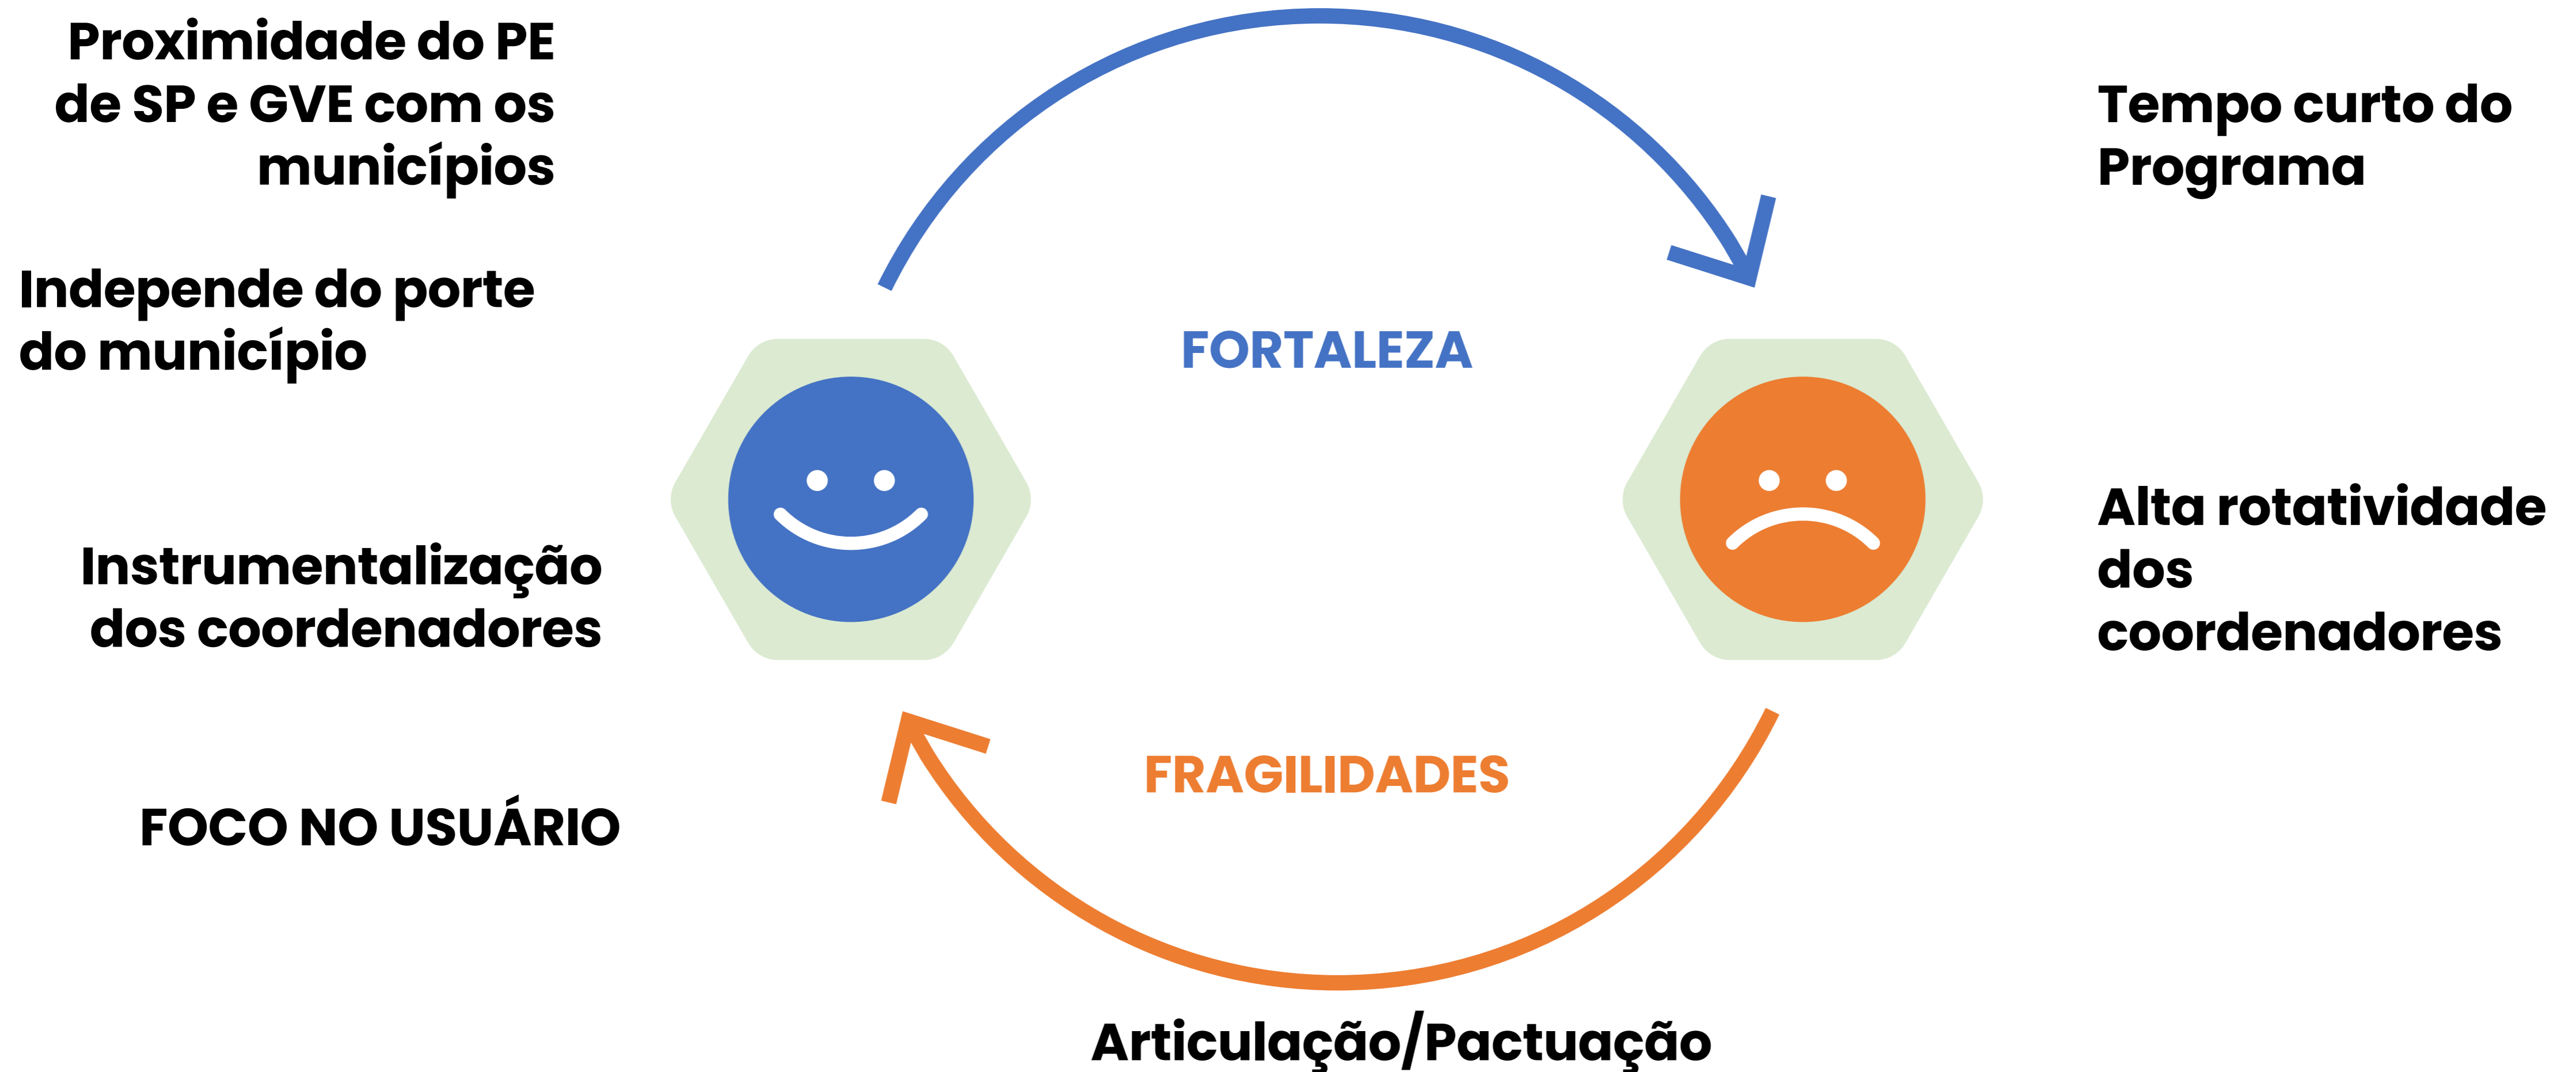 Proximidade do PE
de SP e GVE com os
municípios
Independe do porte
do município
Instrumentalização
dos coordenadores
FOCO NO USUÁRIO
FORTALEZA
FRAGILIDADES
Articulação/Pactuação
Tempo curto do
Programa
Alta rotatividade
dos
coordenadores